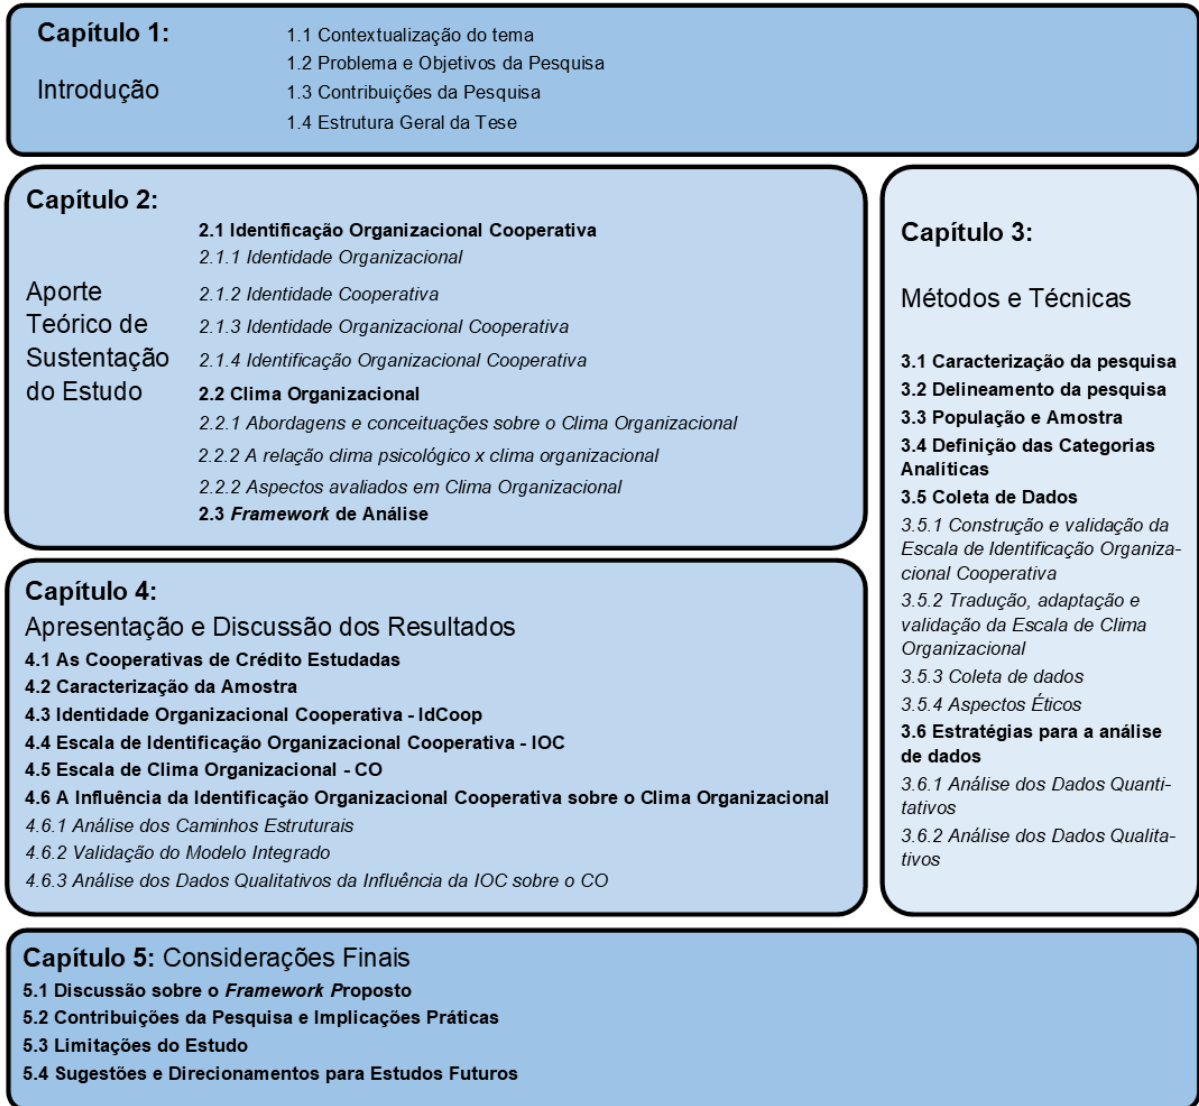 Capítulo 1:
Introdução
1.1 Contextualização do tema
1.2 Problema e Objetivos da Pesquisa
1.3 Contribuições da Pesquisa
1.4 Estrutura Geral da Tese
Capítulo 2:
Aporte
Teórico de
Sustentação
do Estudo
2.1 Identificação Organizacional Cooperativa
2.1.1 Identidade Organizacional
2.1.2 Identidade Cooperativa
2.1.3 Identidade Organizacional Cooperativa
2.1.4 Identificação Organizacional Cooperativa
2.2 Clima Organizacional
2.2.1 Abordagens e conceituações sobre o Clima Organizacional
2.2.2 A relação clima psicológico x clima organizacional
2.2.2 Aspectos avaliados em Clima Organizacional
2.3 Framework de Análise
Capítulo 3:
Métodos e Técnicas
3.1 Caracterização da pesquisa
3.2 Delineamento da pesquisa
3.3 População e Amostra
3.4 Definição das Categorias
Analíticas
3.5 Coleta de Dados
3.5.1 Construção e validação da
Escala de Identificação Organiza-
cional Cooperativa
3.5.2 Tradução, adaptação e
validação da Escala de Clima
Organizacional
3.5.3 Coleta de dados
3.5.4 Aspectos Éticos
3.6 Estratégias para a análise
de dados
3.6.1 Análise dos Dados Quanti-
tativos
3.6.2 Análise dos Dados Qualita-
tivos
Capítulo 4:
Apresentação e Discussão dos Resultados
4.1 As Cooperativas de Crédito Estudadas
4.2 Caracterização da Amostra
4.3 Identidade Organizacional Cooperativa - IdCoop
4.4 Escala de Identificação Organizacional Cooperativa - IOC
4.5 Escala de Clima Organizacional - CO
4.6 A Influência da Identificação Organizacional Cooperativa sobre o Clima Organizacional
4.6.1 Análise dos Caminhos Estruturais
4.6.2 Validação do Modelo Integrado
4.6.3 Análise dos Dados Qualitativos da Influência da IOC sobre o CO
Capítulo 5: Considerações Finais
5.1 Discussão sobre o Framework Proposto
5.2 Contribuições da Pesquisa e Implicações Práticas
5.3 Limitações do Estudo
5.4 Sugestões e Direcionamentos para Estudos Futuros